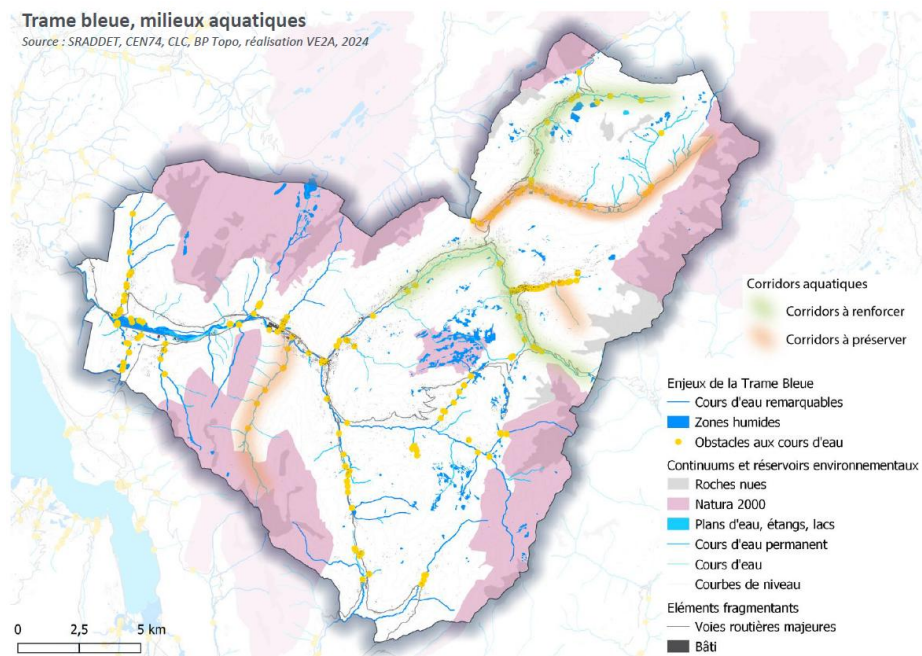 Trame bleue, milieux aquatiques
Source : SRADDET, CEN74, CLC, BP Topo, réalisation VE2A, 2024
Corridors aquatiques
Corridors à renforcer
Corridors à préserver
Enjeux de la Trame Bleue
Cours d'eau remarquables
Zones humides
Obstacles aux cours d'eau
Continuums et réservoirs environnementaux
Roches nues
Natura 2000
Plans d'eau, étangs, lacs
Cours d'eau permanent
Cours d'eau
Courbes de niveau
Eléments fragmentants
Voies routières majeures
Bâti
0 2,5 5 km